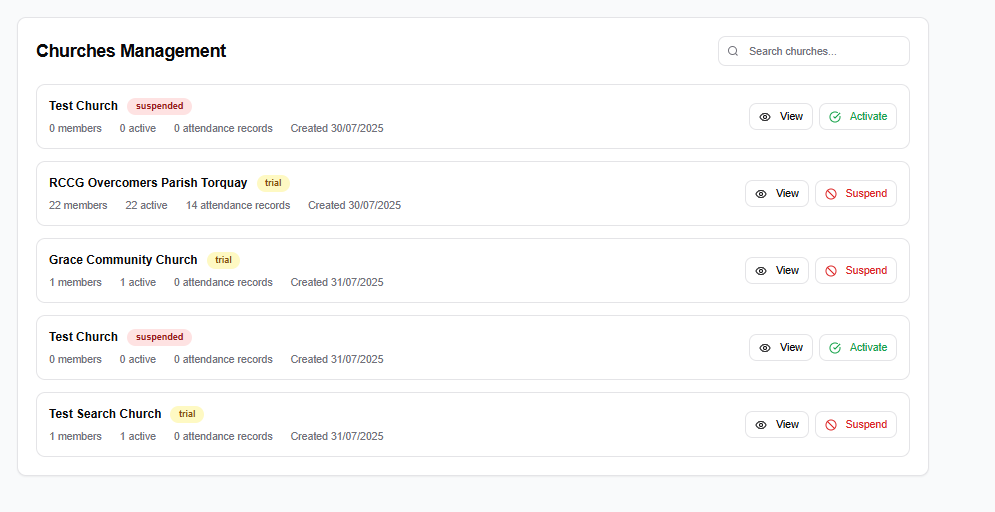 Churches Management
Search churches...
Test Church suspended
0 members 0 active 0 attendance records Created 30/07/2025
View Activate
RCCG Overcomers Parish Torquay trial
22 members 22 active 14 attendance records Created 30/07/2025
View Suspend
Grace Community Church trial
1 members 1 active 0 attendance records Created 31/07/2025
View Suspend
Test Church suspended
0 members 0 active 0 attendance records Created 31/07/2025
View Activate
Test Search Church trial
1 members 1 active 0 attendance records Created 31/07/2025
View Suspend